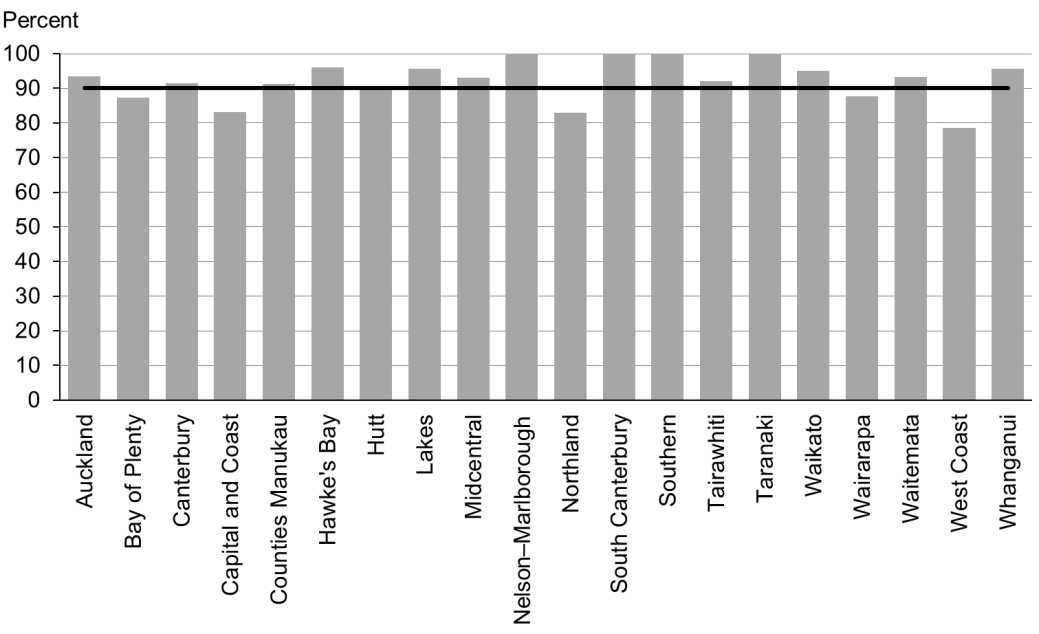 Percent
100
90
80
70
60
50
40
30
20
10
0
Auckland
Bay of Plenty
Canterbury
Capital and Coast
Counties Manukau
Hawke's Bay
Hutt
Lakes
Midcentral
Nelson–Marlborough
Northland
South Canterbury
Southern
Tairawhiti
Taranaki
Waikato
Wairarapa
Waitemata
West Coast
Whanganui